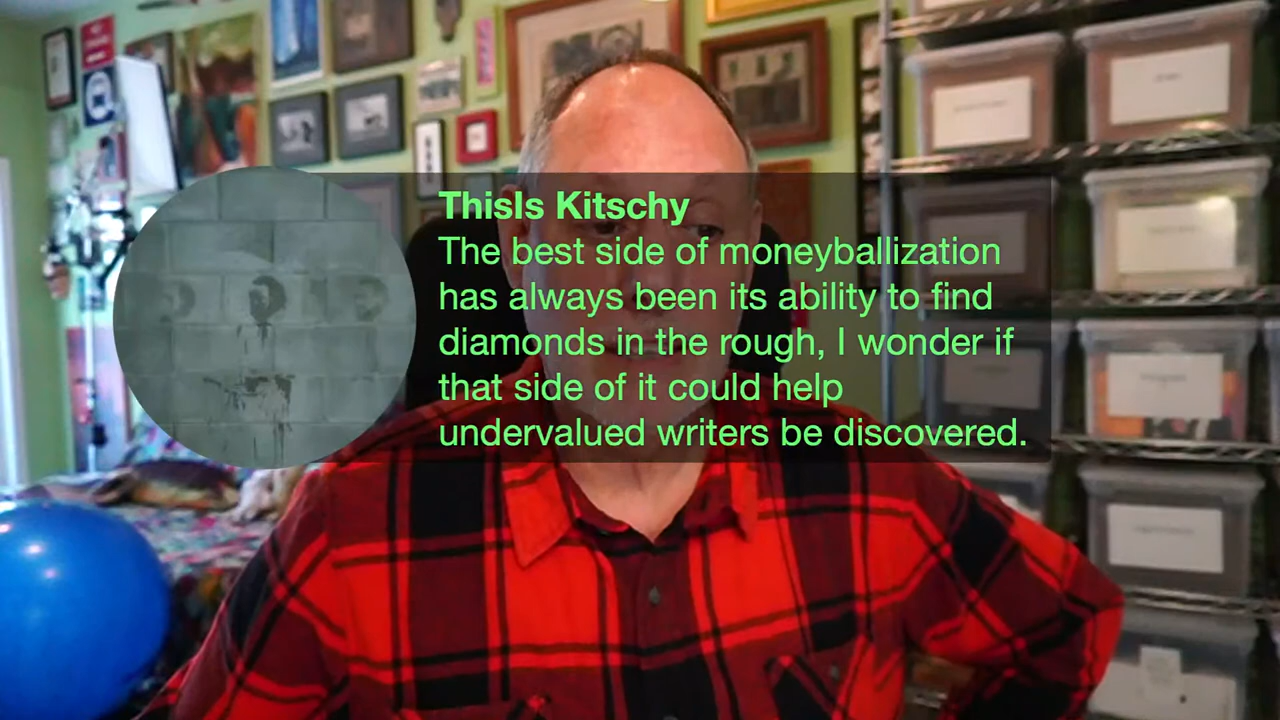 ThisIs Kitschy
The best side of moneyballization
has always been its ability to find
diamonds in the rough, I wonder if
that side of it could help
undervalued writers be discovered.